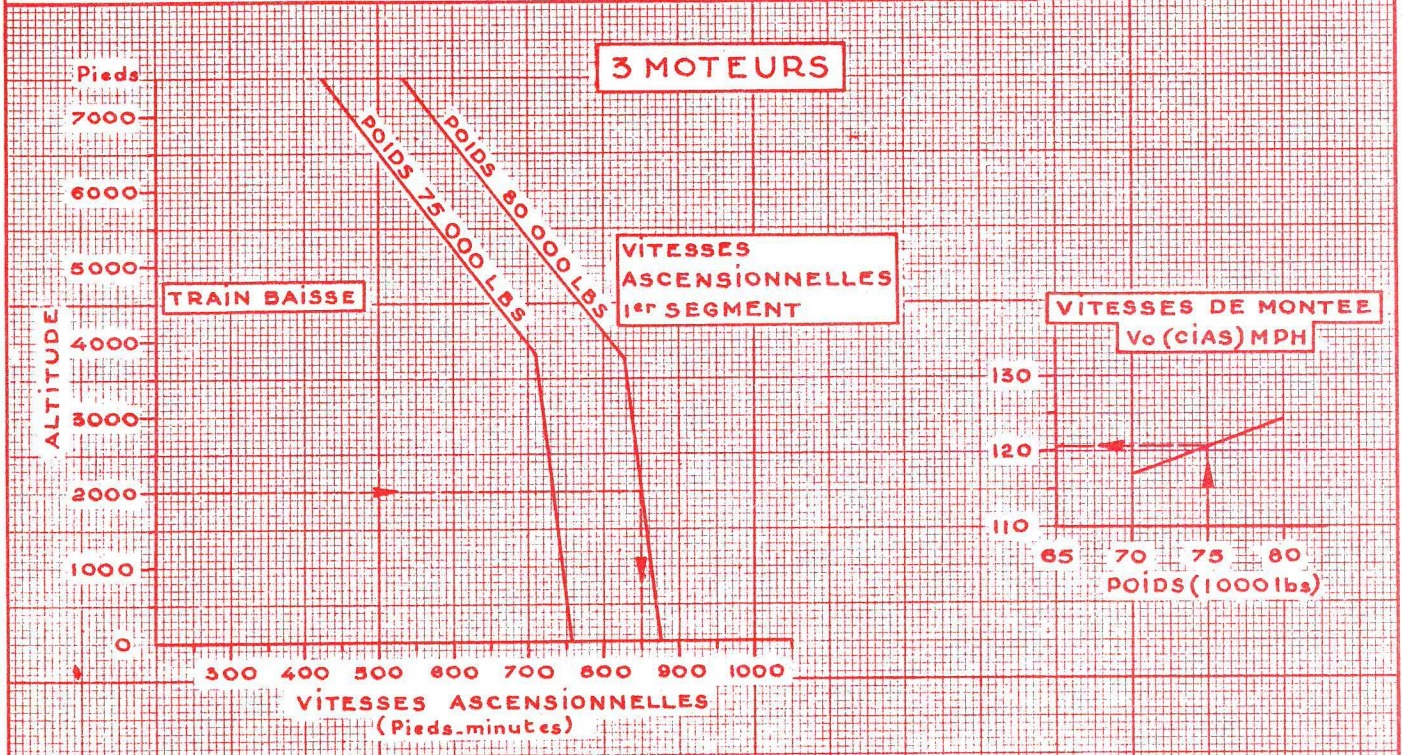 3 MOTEURS
Pieds
7000
6000
5000
4000
3000
2000
1000
0
ALTITUDE
POIDS 75 000 LBS
POIDS 80 000 LBS
TRAIN BAISSE
VITESSES
ASCENSIONNELLES
1er SEGMENT
300 400 500 600 700 800 900 1000
VITESSES ASCENSIONNELLES
(Pieds-minutes)
VITESSES DE MONTEE
Vo (CIAS) MPH
130
120
110
65 70 75 80
POIDS (1000 lbs)